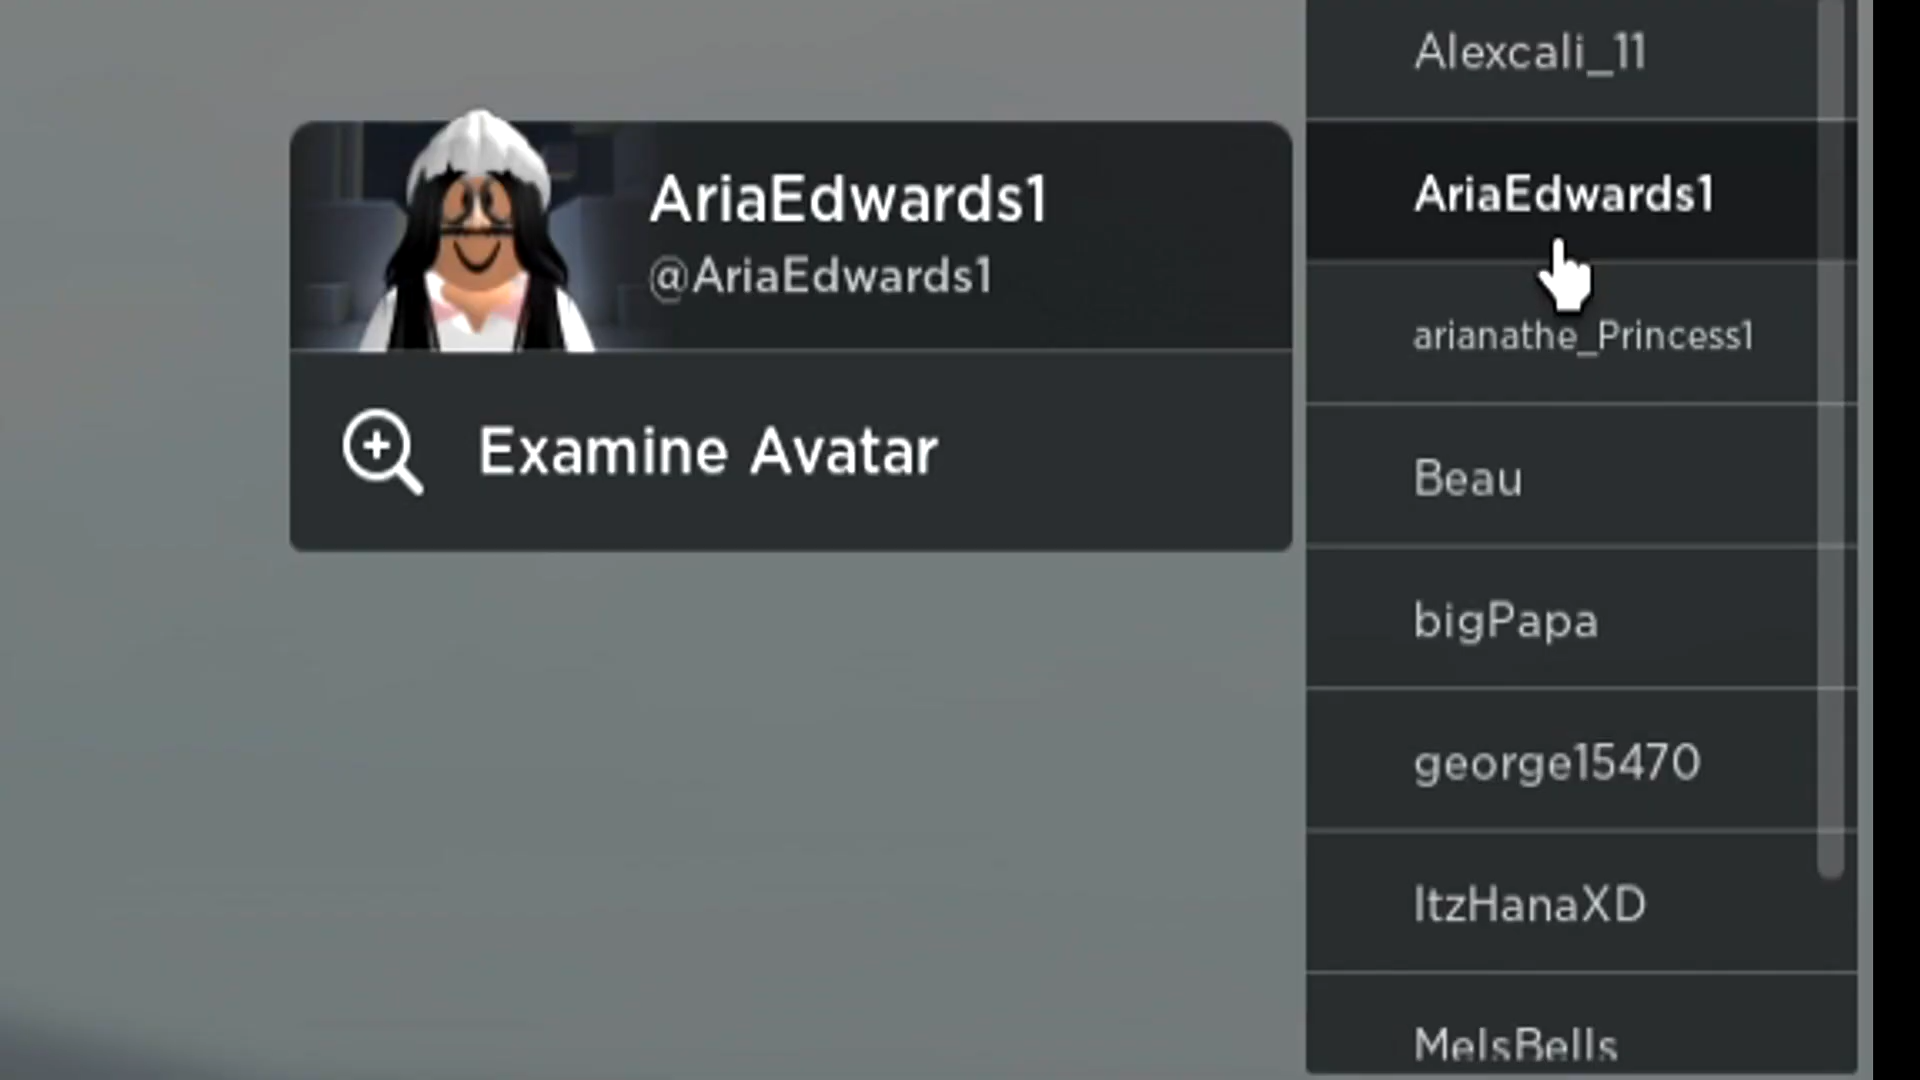 AriaEdwards1
@AriaEdwards1
Examine Avatar
Alexcali_11
AriaEdwards1
arianathe_Princess1
Beau
bigPapa
george15470
ItzHanaXD
MelsBells